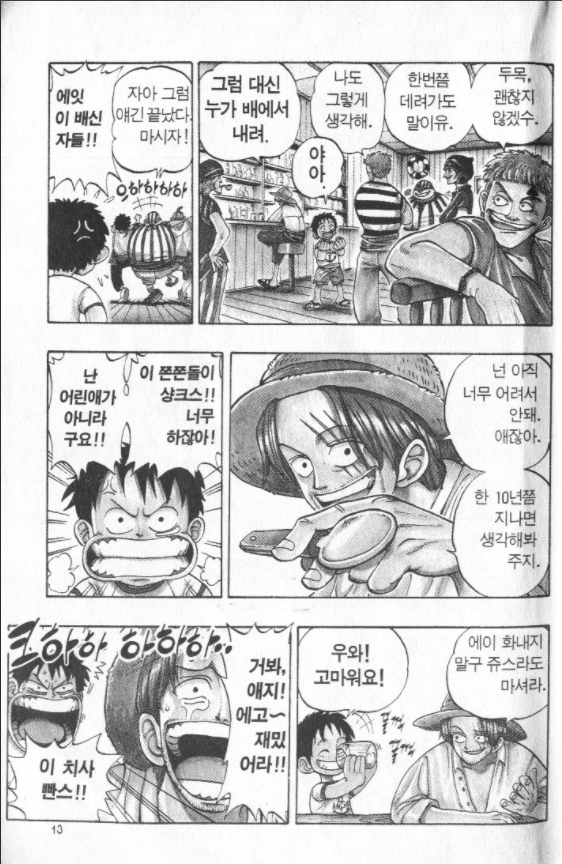 두목,
괜찮지
않겠수.
한번쯤
데려가도
말이유.
나도
그렇게
생각해.
그럼 대신
누가 배에서
내려.
야
아.
자아 그럼
얘긴 끝났다.
마시자!
와하하하하
에잇
이 배신
자들!!
넌 아직
너무 어려서
안돼.
애잖아.
한 10년쯤
지나면
생각해봐
주지.
이 쫀쫀돌이
샹크스!!
너무
하잖아!
난
어린애가
아니라
구요!!
에이 화내지
말구 쥬스라도
마셔라.
우와!
고마워요!
꿀꺽
꿀꺽
거봐,
애지!
에고~
재밌
어라!!
크하하 하하하..
이 치사
빤스!!
13